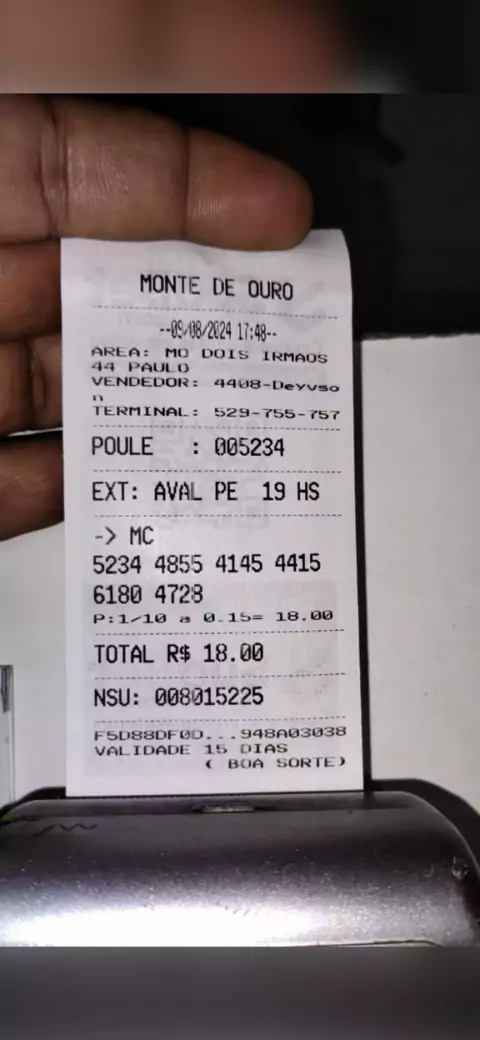 MONTE DE OURO
--09/08/2024 17:48--
AREA: MO DOIS IRMAOS
44 PAULO
VENDEDOR: 4408-Deyvso
n
TERMINAL: 529-755-757
POULE : 005234
EXT: AVAL PE 19 HS
-> MC
5234 4855 4145 4415
6180 4728
P:1/10 a 0.15= 18.00
TOTAL R$ 18.00
NSU: 008015225
F5D88DF0D...948A03038
VALIDADE 15 DIAS
( BOA SORTE)